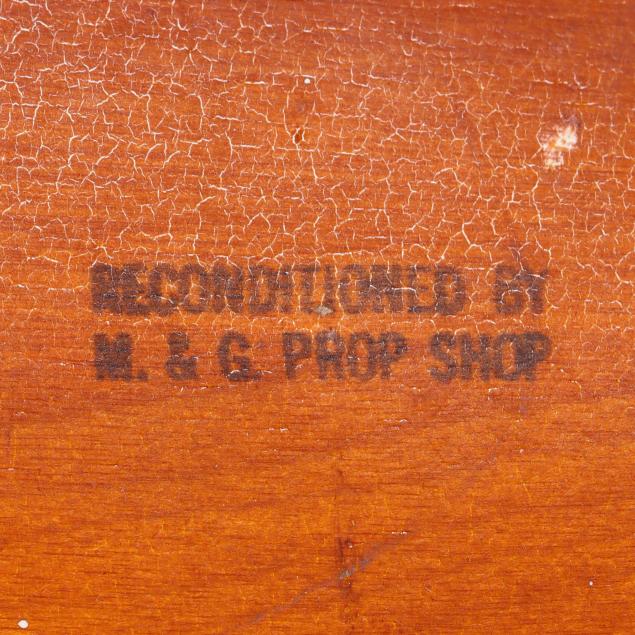 RECONDITIONED BY
M. & G. PROP SHOP